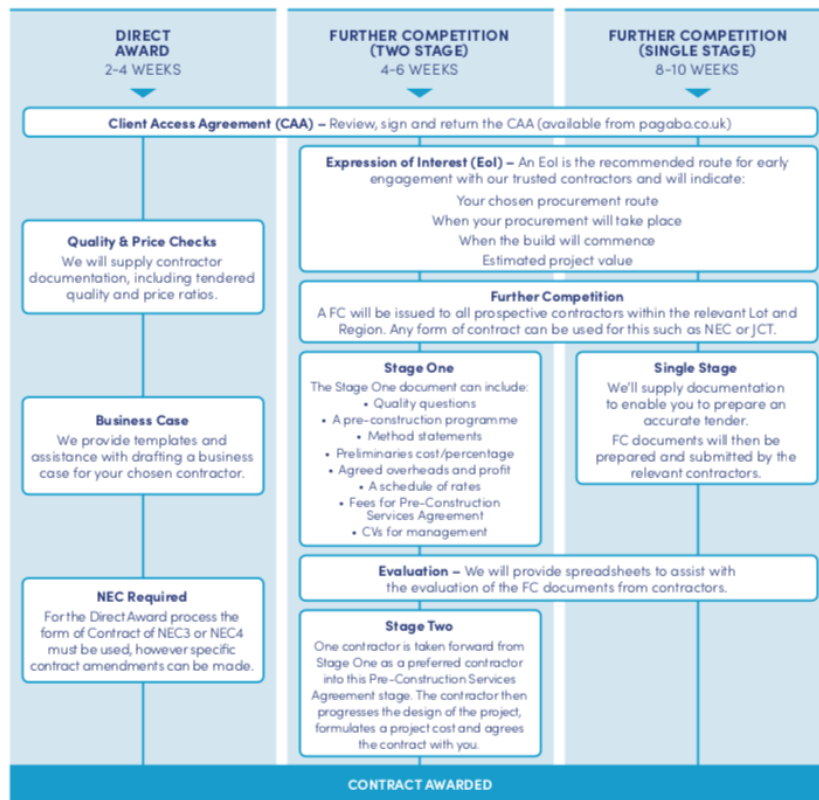 DIRECT
AWARD
2-4 WEEKS
FURTHER COMPETITION
(TWO STAGE)
4-6 WEEKS
FURTHER COMPETITION
(SINGLE STAGE)
8-10 WEEKS
Client Access Agreement (CAA) – Review, sign and return the CAA (available from pagabo.co.uk)
Expression of Interest (EoI) – An EoI is the recommended route for early
engagement with our trusted contractors and will indicate:
Your chosen procurement route
When your procurement will take place
When the build will commence
Estimated project value
Quality & Price Checks
We will supply contractor
documentation, including tendered
quality and price ratios.
Further Competition
A FC will be issued to all prospective contractors within the relevant Lot and
Region. Any form of contract can be used for this such as NEC or JCT.
Stage One
The Stage One document can include:
• Quality questions
• A pre-construction programme
• Method statements
• Preliminaries cost/percentage
• Agreed overheads and profit
• A schedule of rates
• Fees for Pre-Construction
Services Agreement
• CVs for management
Single Stage
We'll supply documentation
to enable you to prepare an
accurate tender.
FC documents will then be
prepared and submitted by the
relevant contractors.
Business Case
We provide templates and
assistance with drafting a business
case for your chosen contractor.
Evaluation – We will provide spreadsheets to assist with
the evaluation of the FC documents from contractors.
NEC Required
For the Direct Award process the
form of Contract of NEC3 or NEC4
must be used, however specific
contract amendments can be made.
Stage Two
One contractor is taken forward from
Stage One as a preferred contractor
into this Pre-Construction Services
Agreement stage. The contractor then
progresses the design of the project,
formulates a project cost and agrees
the contract with you.
CONTRACT AWARDED